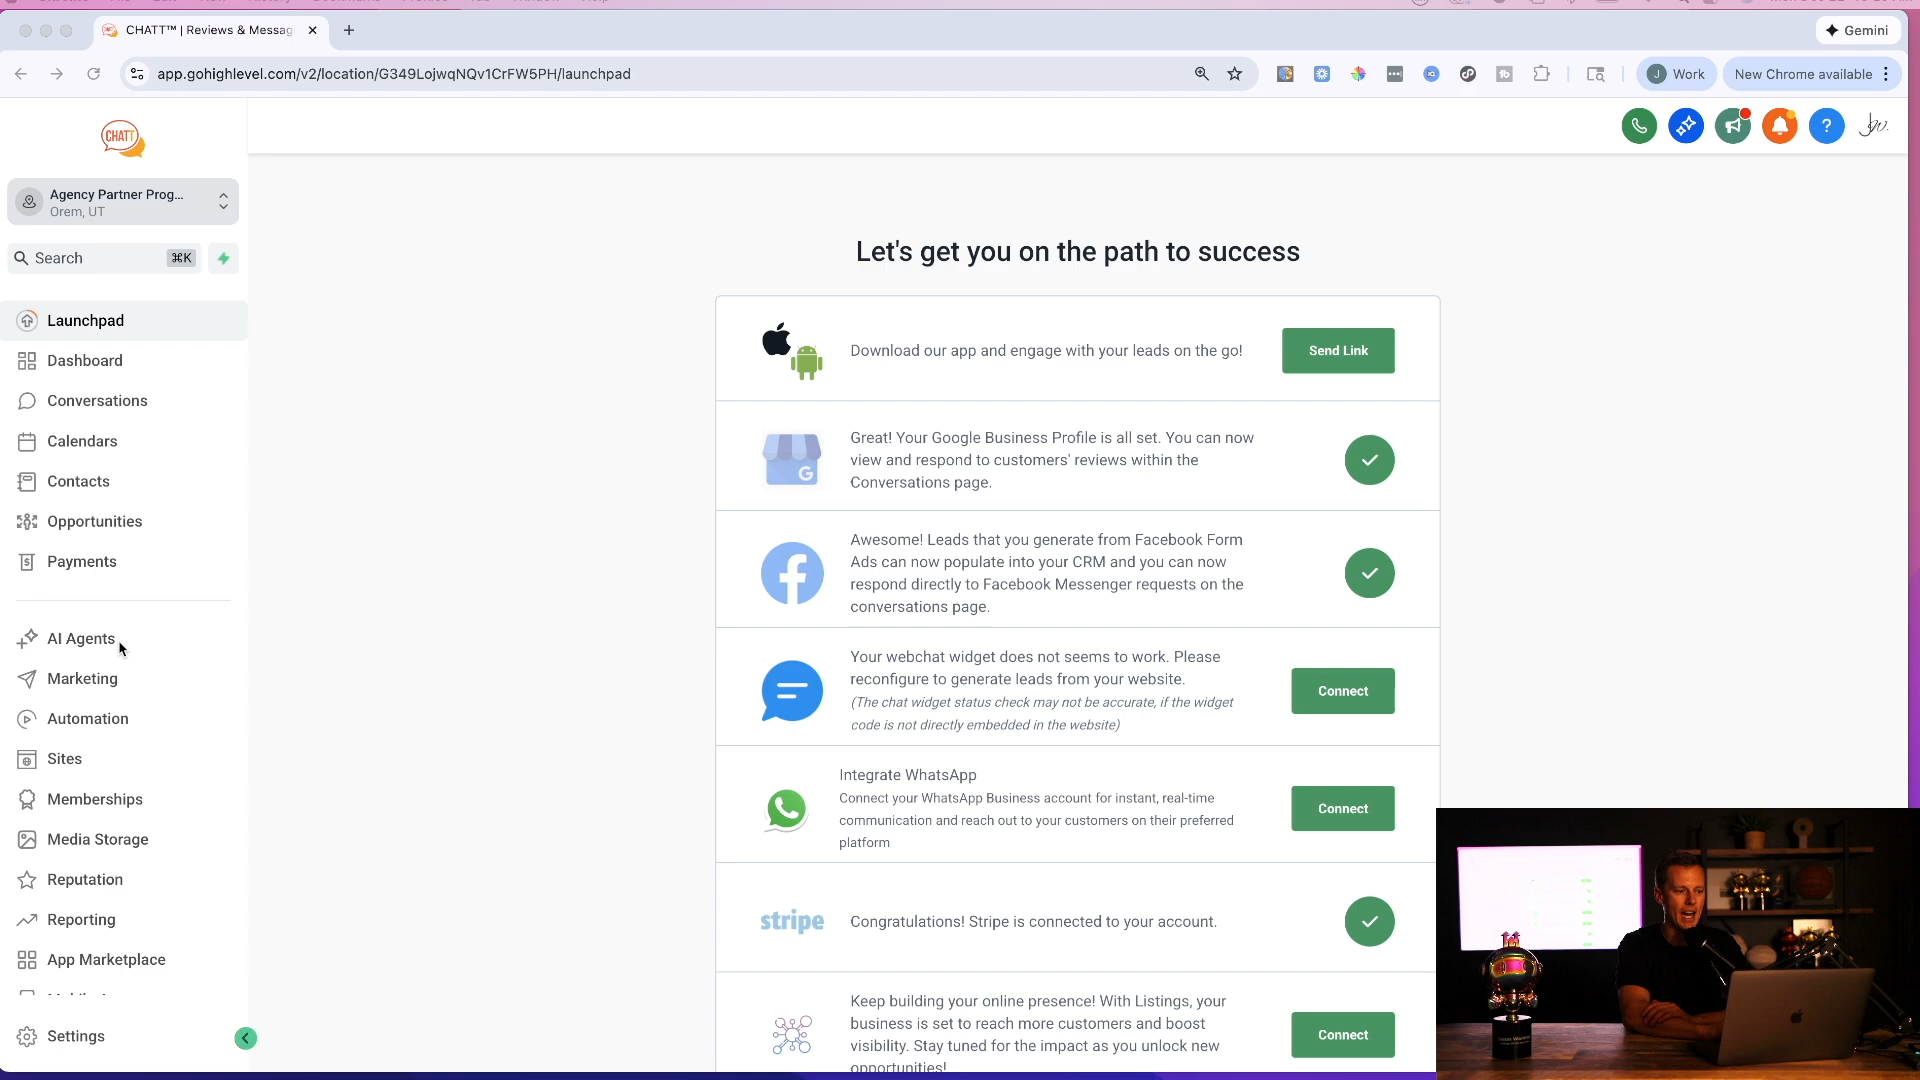 CHATT™ | Reviews & Messag
Gemini
app.gohighlevel.com/v2/location/G349LojwqNQv1CrFW5PH/launchpad
J Work
New Chrome available
CHATT
Agency Partner Prog...
Orem, UT
Search ⌘K
Launchpad
Dashboard
Conversations
Calendars
Contacts
Opportunities
Payments
AI Agents
Marketing
Automation
Sites
Memberships
Media Storage
Reputation
Reporting
App Marketplace
Settings
Let's get you on the path to success
Download our app and engage with your leads on the go!
Send Link
Great! Your Google Business Profile is all set. You can now
view and respond to customers' reviews within the
Conversations page.
Awesome! Leads that you generate from Facebook Form
Ads can now populate into your CRM and you can now
respond directly to Facebook Messenger requests on the
conversations page.
Your webchat widget does not seems to work. Please
reconfigure to generate leads from your website.
(The chat widget status check may not be accurate, if the widget
code is not directly embedded in the website)
Connect
Integrate WhatsApp
Connect your WhatsApp Business account for instant, real-time
communication and reach out to your customers on their preferred
platform
Connect
stripe
Congratulations! Stripe is connected to your account.
Keep building your online presence! With Listings, your
business is set to reach more customers and boost
visibility. Stay tuned for the impact as you unlock new
opportunities!
Connect